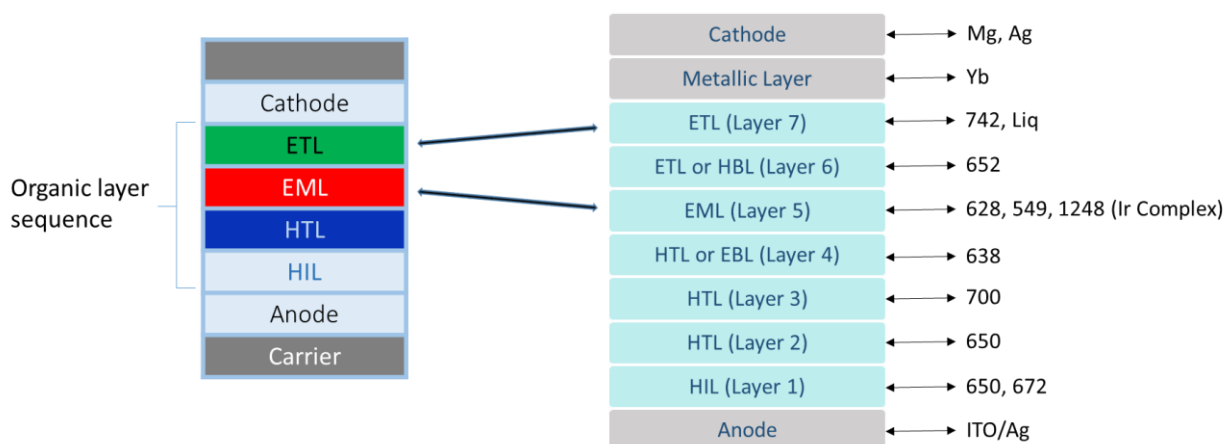 Cathode
ETL
EML
HTL
HIL
Anode
Carrier
Organic layer
sequence
Cathode
Mg, Ag
Metallic Layer
Yb
ETL (Layer 7)
742, Liq
ETL or HBL (Layer 6)
652
EML (Layer 5)
628, 549, 1248 (Ir Complex)
HTL or EBL (Layer 4)
638
HTL (Layer 3)
700
HTL (Layer 2)
650
HIL (Layer 1)
650, 672
Anode
ITO/Ag